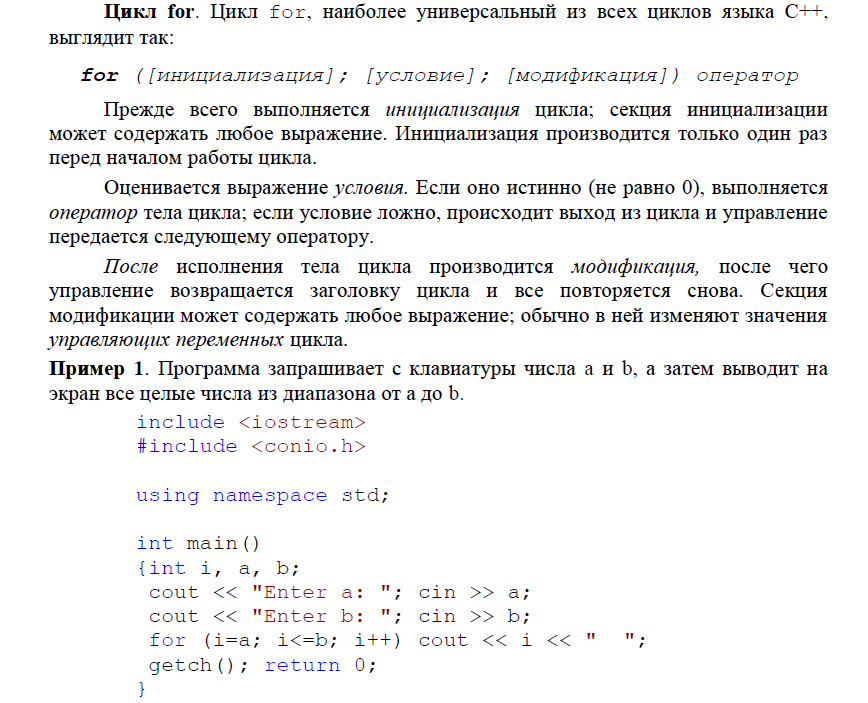 Цикл for. Цикл for, наиболее универсальный из всех циклов языка C++,
выглядит так:
for ([инициализация]; [условие]; [модификация]) оператор
Прежде всего выполняется инициализация цикла; секция инициализации
может содержать любое выражение. Инициализация производится только один раз
перед началом работы цикла.
Оценивается выражение условия. Если оно истинно (не равно 0), выполняется
оператор тела цикла; если условие ложно, происходит выход из цикла и управление
передается следующему оператору.
После исполнения тела цикла производится модификация, после чего
управление возвращается заголовку цикла и все повторяется снова. Секция
модификации может содержать любое выражение; обычно в ней изменяют значения
управляющих переменных цикла.
Пример 1. Программа запрашивает с клавиатуры числа a и b, а затем выводит на
экран все целые числа из диапазона от a до b.
include <iostream>
#include <conio.h>
using namespace std;
int main()
{int i, a, b;
cout << "Enter a: "; cin >> a;
cout << "Enter b: "; cin >> b;
for (i=a; i<=b; i++) cout << i << "  ";
getch(); return 0;
}